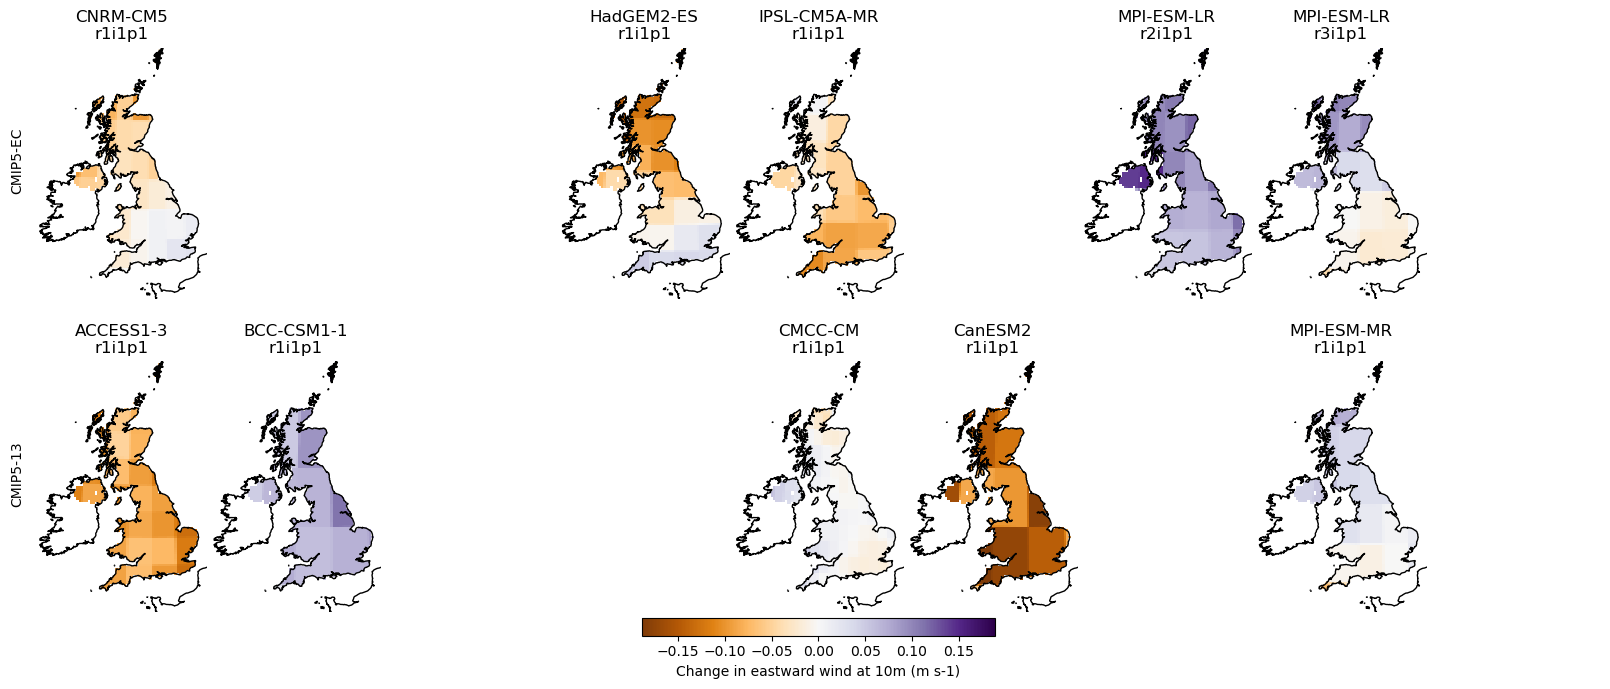 CNRM-CM5
r1i1p1
HadGEM2-ES
r1i1p1
IPSL-CM5A-MR
r1i1p1
MPI-ESM-LR
r2i1p1
MPI-ESM-LR
r3i1p1
CMIP5-EC
ACCESS1-3
r1i1p1
BCC-CSM1-1
r1i1p1
CMCC-CM
r1i1p1
CanESM2
r1i1p1
MPI-ESM-MR
r1i1p1
CMIP5-13
−0.15 −0.10 −0.05 0.00 0.05 0.10 0.15
Change in eastward wind at 10m (m s-1)